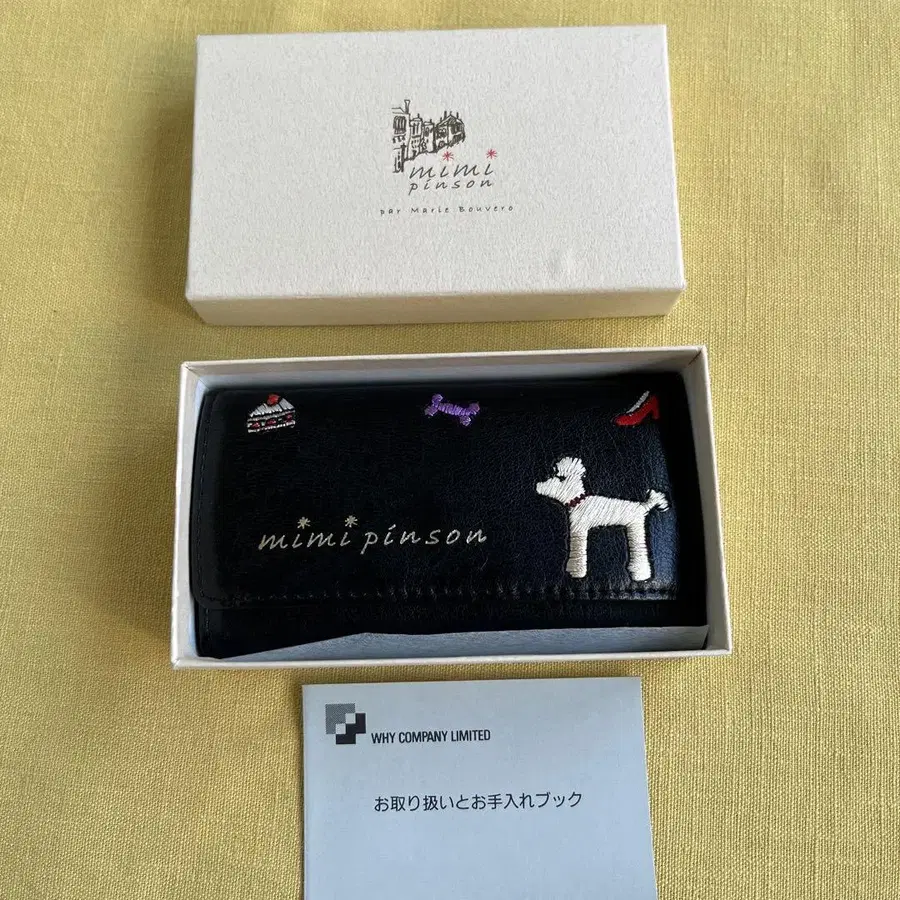 mimi
pinson
par Marie Bouvero
mimi pinson
WHY COMPANY LIMITED
お取り扱いとお手入れブック